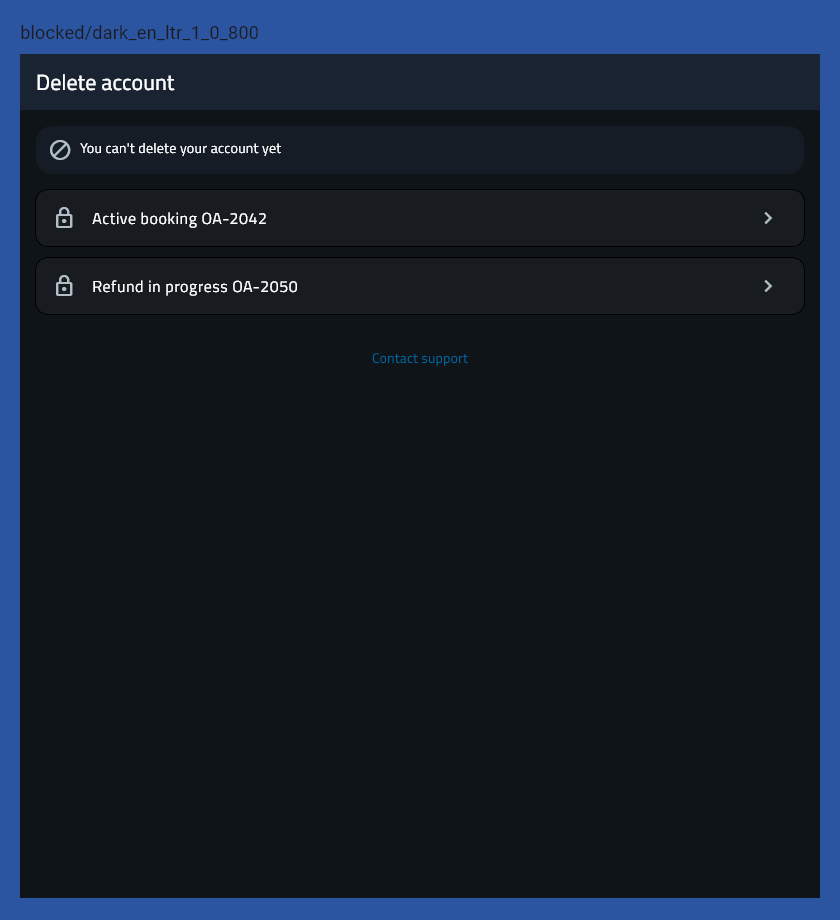 blocked/dark_en_ltr_1_0_800
Delete account
You can't delete your account yet
Active booking OA-2042
Refund in progress OA-2050
Contact support